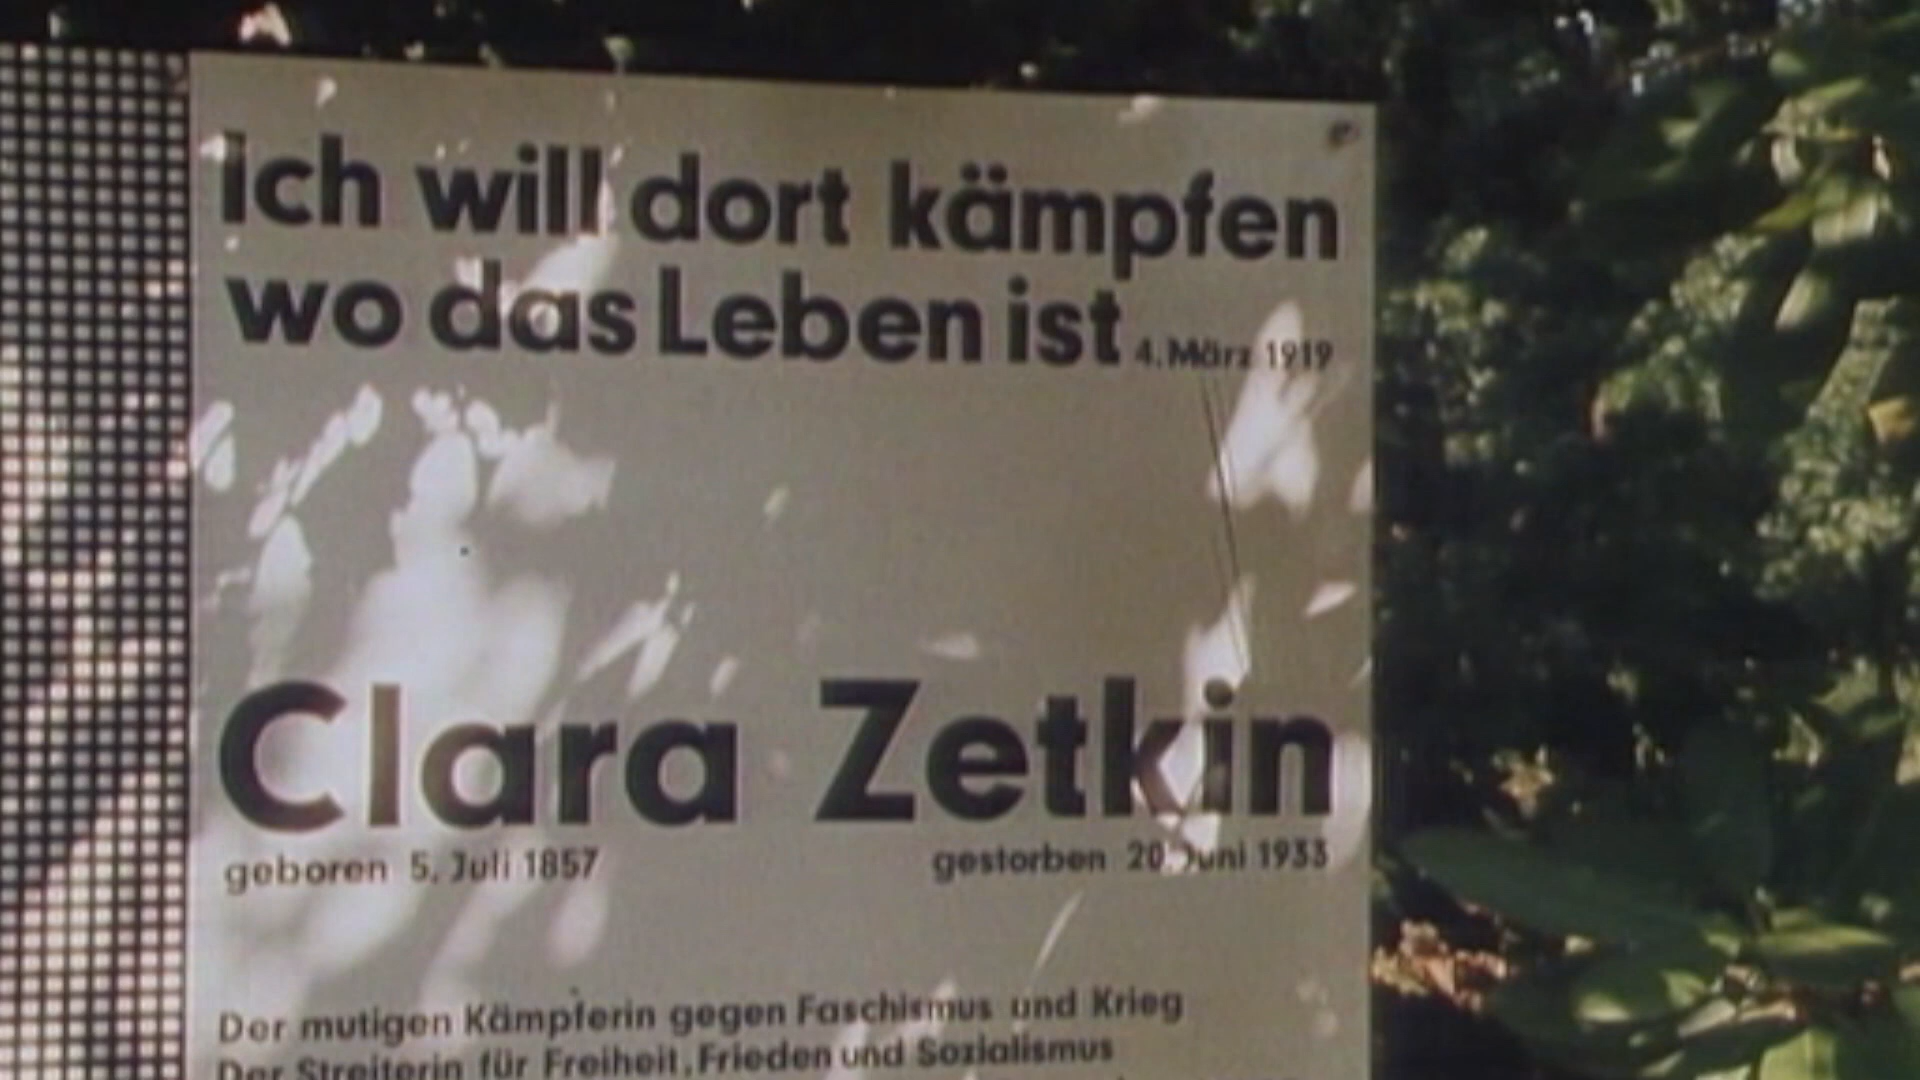 Ich will dort kämpfen
wo das Leben ist 4. März 1919
Clara Zetkin
geboren 5. Juli 1857 gestorben 20. Juni 1933
Der mutigen Kämpferin gegen Faschismus und Krieg
Der Streiterin für Freiheit, Frieden und Sozialismus